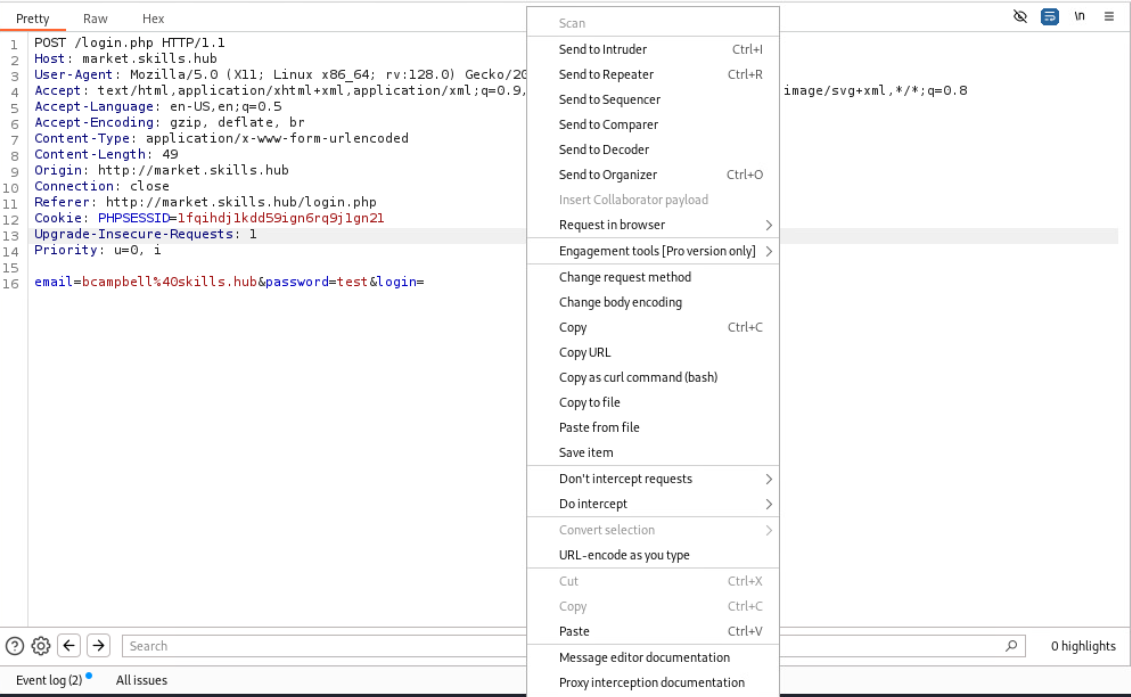 Pretty Raw Hex \n
1 POST /login.php HTTP/1.1
2 Host: market.skills.hub
3 User-Agent: Mozilla/5.0 (X11; Linux x86_64; rv:128.0) Gecko/20
4 Accept: text/html,application/xhtml+xml,application/xml;q=0.9, image/svg+xml,*/*;q=0.8
5 Accept-Language: en-US,en;q=0.5
6 Accept-Encoding: gzip, deflate, br
7 Content-Type: application/x-www-form-urlencoded
8 Content-Length: 49
9 Origin: http://market.skills.hub
10 Connection: close
11 Referer: http://market.skills.hub/login.php
12 Cookie: PHPSESSID=1fqihdj1kdd59ign6rq9j1gn21
13 Upgrade-Insecure-Requests: 1
14 Priority: u=0, i
15
16 email=bcampbell%40skills.hub&password=test&login=
Scan
Send to Intruder Ctrl+I
Send to Repeater Ctrl+R
Send to Sequencer
Send to Comparer
Send to Decoder
Send to Organizer Ctrl+O
Insert Collaborator payload
Request in browser
Engagement tools [Pro version only]
Change request method
Change body encoding
Copy Ctrl+C
Copy URL
Copy as curl command (bash)
Copy to file
Paste from file
Save item
Don't intercept requests
Do intercept
Convert selection
URL-encode as you type
Cut Ctrl+X
Copy Ctrl+C
Paste Ctrl+V
Message editor documentation
Proxy interception documentation
Search 0 highlights
Event log (2) All issues